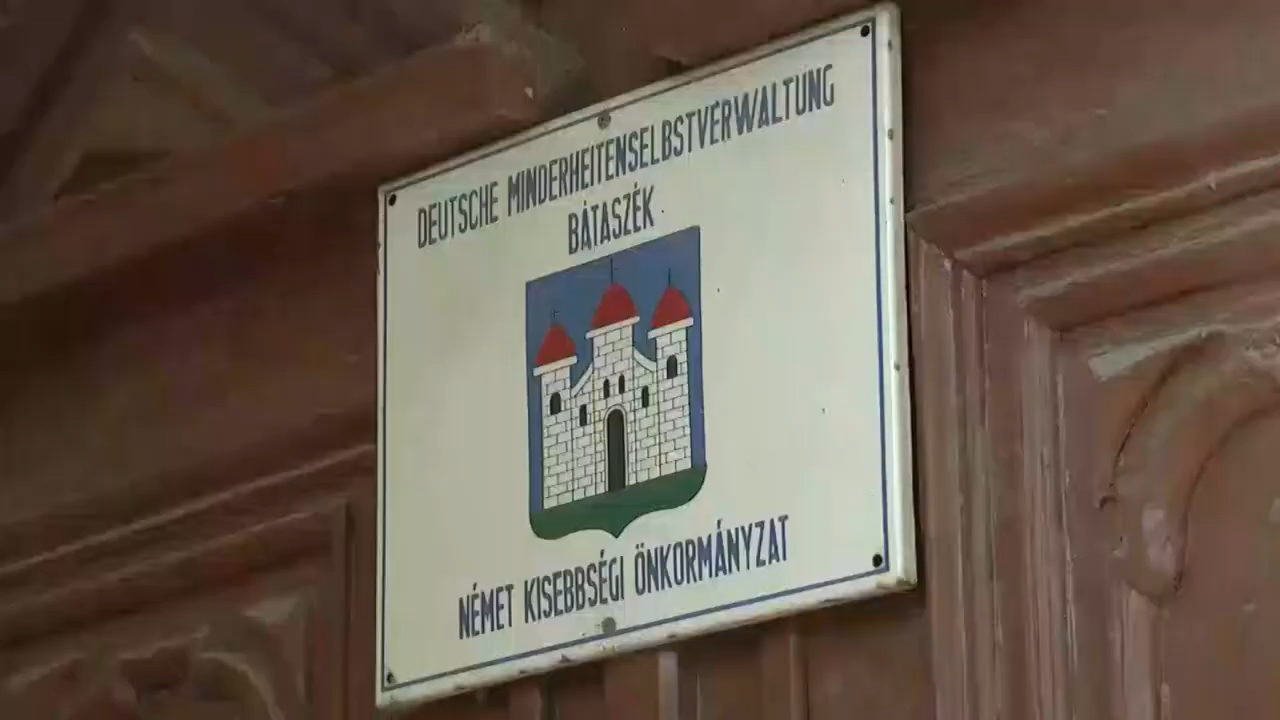 DEUTSCHE MINDERHEITENSELBSTVERWALTUNG
BÁTASZÉK
NÉMET KISEBBSÉGI ÖNKORMÁNYZAT